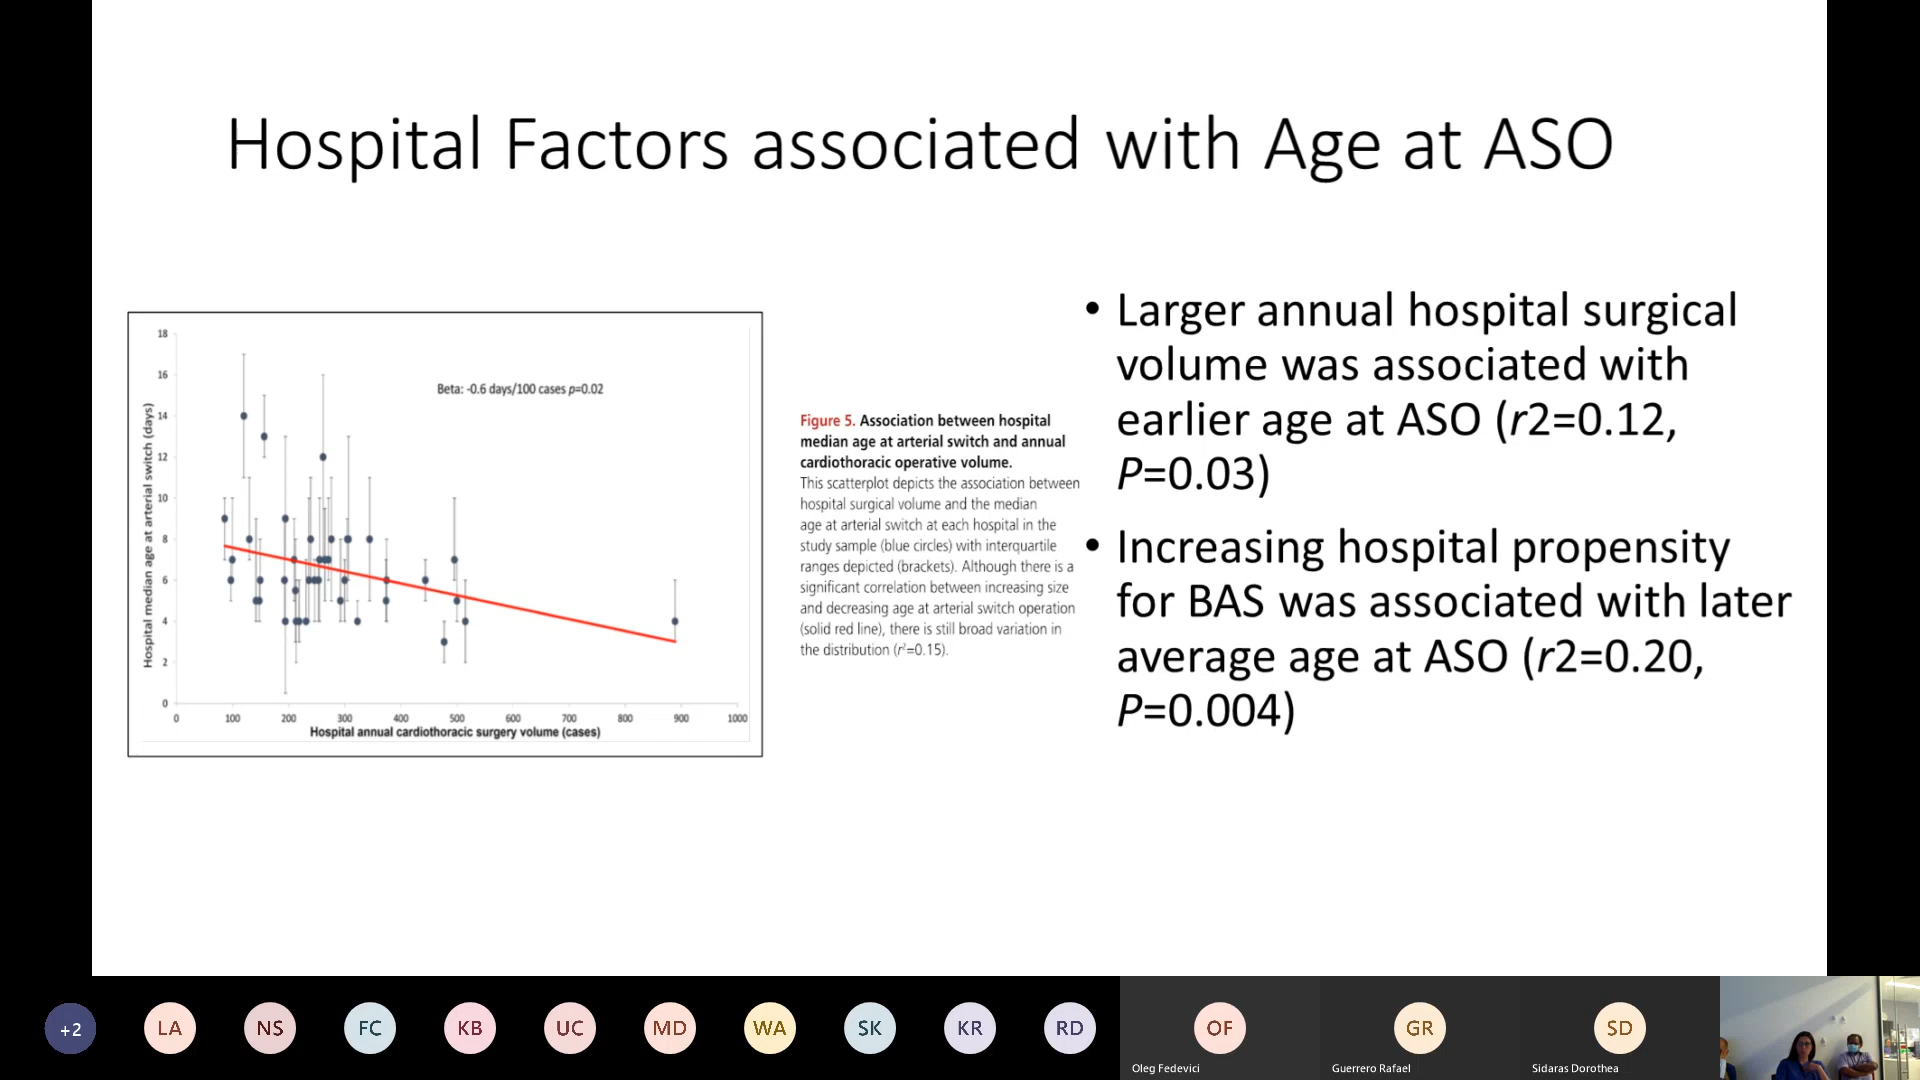 Hospital Factors associated with Age at ASO
18
16
14
12
10
8
6
4
2
0
Hospital median age at arterial switch (days)
Beta: -0.6 days/100 cases p=0.02
0 100 200 300 400 500 600 700 800 900 1000
Hospital annual cardiothoracic surgery volume (cases)
Figure 5. Association between hospital
median age at arterial switch and annual
cardiothoracic operative volume.
This scatterplot depicts the association between
hospital surgical volume and the median
age at arterial switch at each hospital in the
study sample (blue circles) with interquartile
ranges depicted (brackets). Although there is a
significant correlation between increasing size
and decreasing age at arterial switch operation
(solid red line), there is still broad variation in
the distribution (r²=0.15).
• Larger annual hospital surgical
volume was associated with
earlier age at ASO (r2=0.12,
P=0.03)
• Increasing hospital propensity
for BAS was associated with later
average age at ASO (r2=0.20,
P=0.004)
+2 LA NS FC KB UC MD WA SK KR RD OF GR SD
Oleg Fedevici Guerrero Rafael Sidaras Dorothea